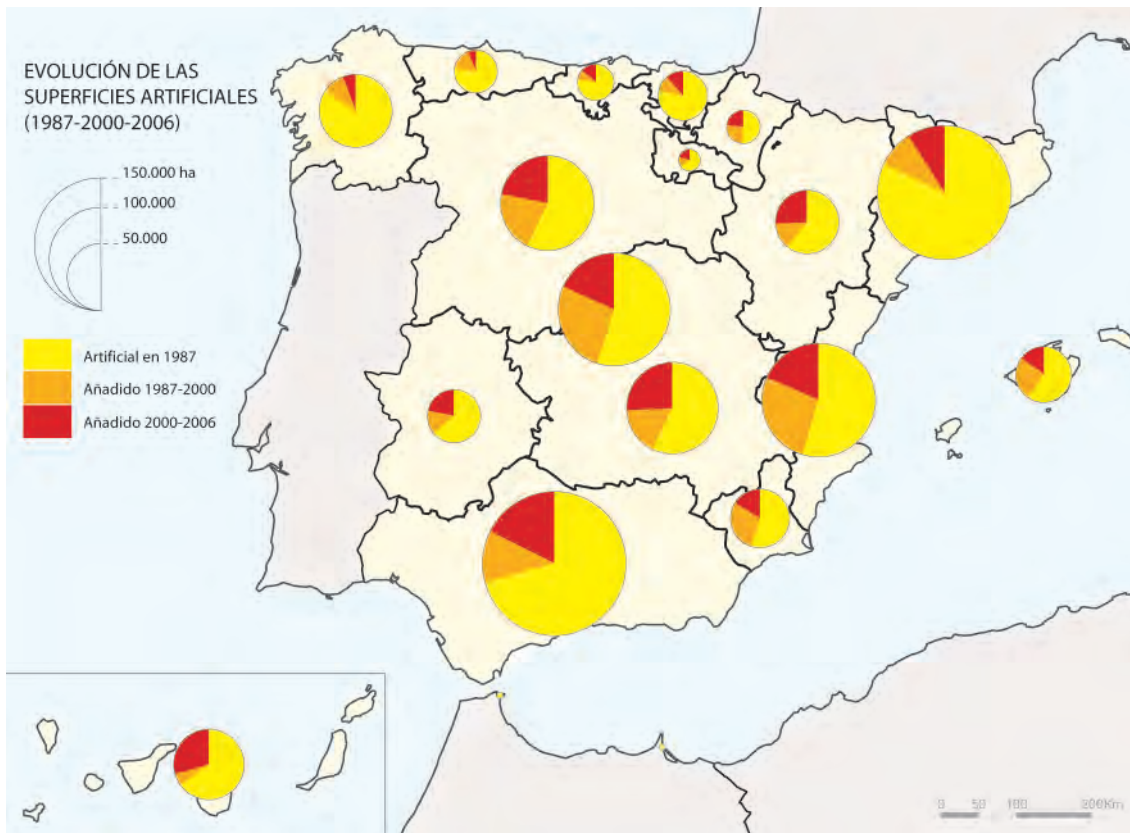 EVOLUCIÓN DE LAS
SUPERFICIES ARTIFICIALES
(1987-2000-2006)
150.000 ha
100.000
50.000
Artificial en 1987
Añadido 1987-2000
Añadido 2000-2006
0 50 100 200Km